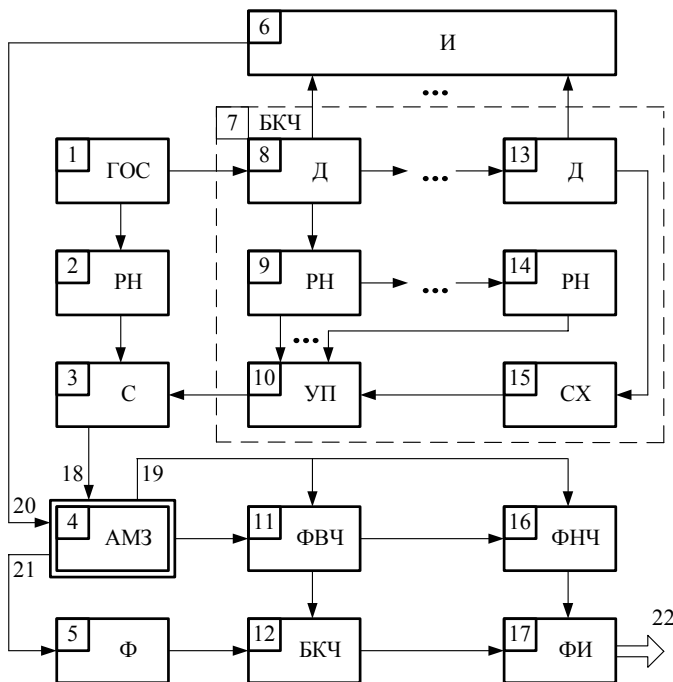 6 И
...
7 БКЧ
1 ГОС
8 Д
...
13 Д
2 РН
9 РН
...
14 РН
...
3 С
10 УП
15 СХ
18 19
20
4 АМЗ
11 ФВЧ
16 ФНЧ
21
22
5 Ф
12 БКЧ
17 ФИ